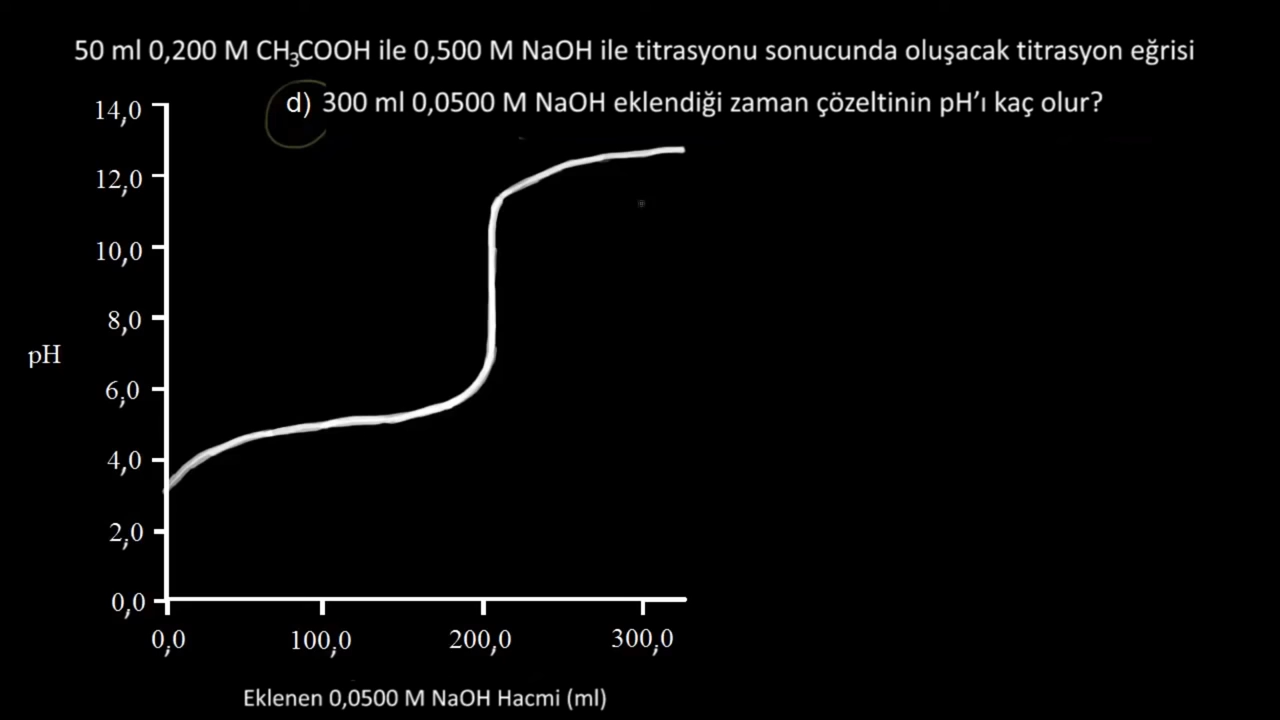 50 ml 0,200 M CH₃COOH ile 0,500 M NaOH ile titrasyonu sonucunda oluşacak titrasyon eğrisi
d) 300 ml 0,0500 M NaOH eklendiği zaman çözeltinin pH'ı kaç olur?
14,0
12,0
10,0
8,0
pH
6,0
4,0
2,0
0,0
0,0 100,0 200,0 300,0
Eklenen 0,0500 M NaOH Hacmi (ml)